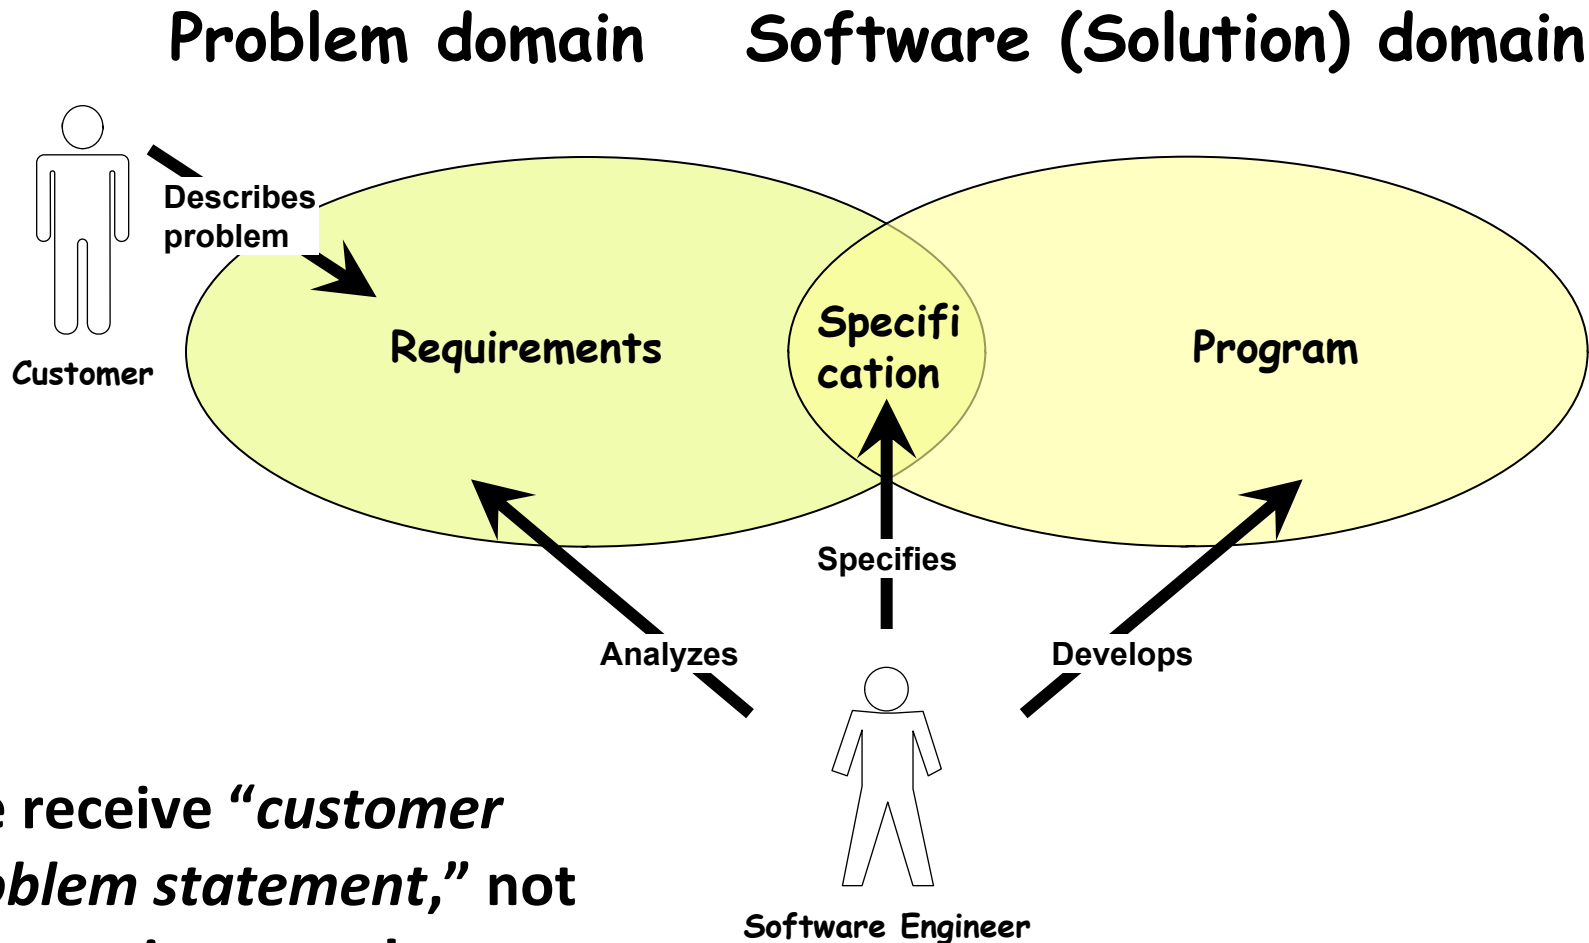 Problem domain
Software (Solution) domain
Describes
problem
Customer
Requirements
Specifi
cation
Program
Specifies
Analyzes
Develops
receive “customer
statement,” not
Software Engineer